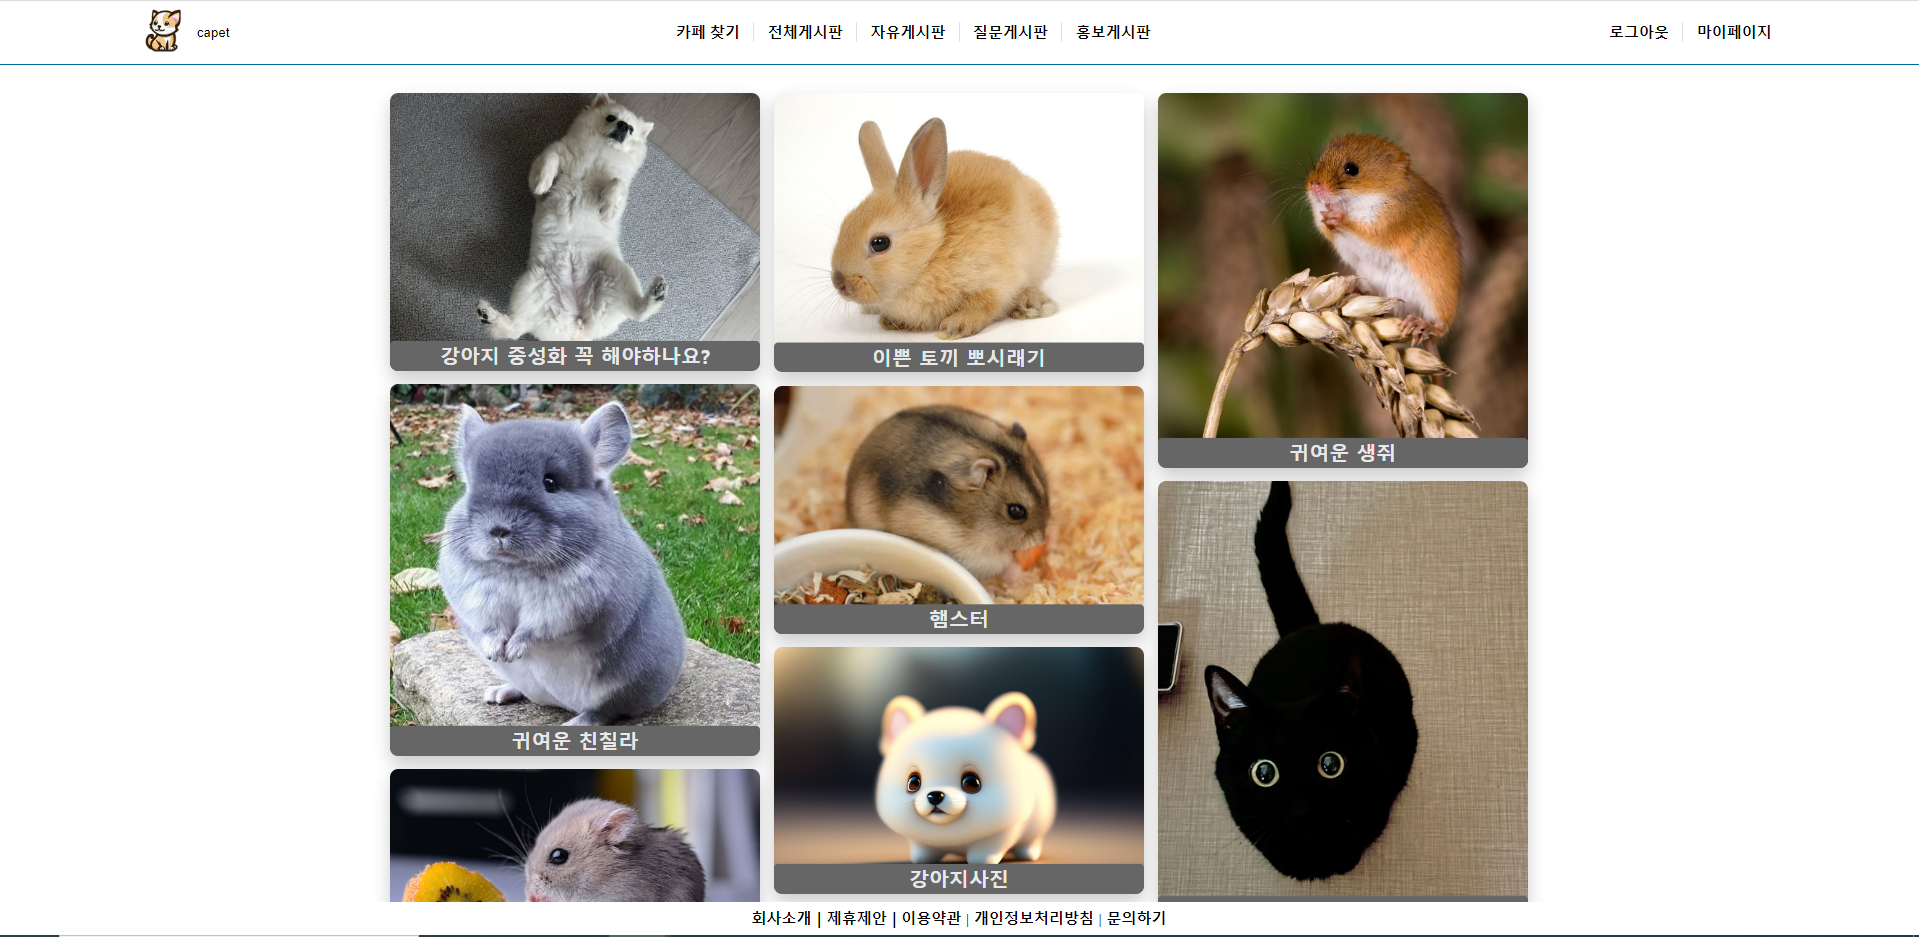 capet
카페 찾기
전체게시판
자유게시판
질문게시판
홍보게시판
로그아웃
마이페이지
강아지 중성화 꼭 해야하나요?
이쁜 토끼 뽀시래기
귀여운 생쥐
귀여운 친칠라
햄스터
강아지사진
회사소개 | 제휴제안 | 이용약관 | 개인정보처리방침 | 문의하기